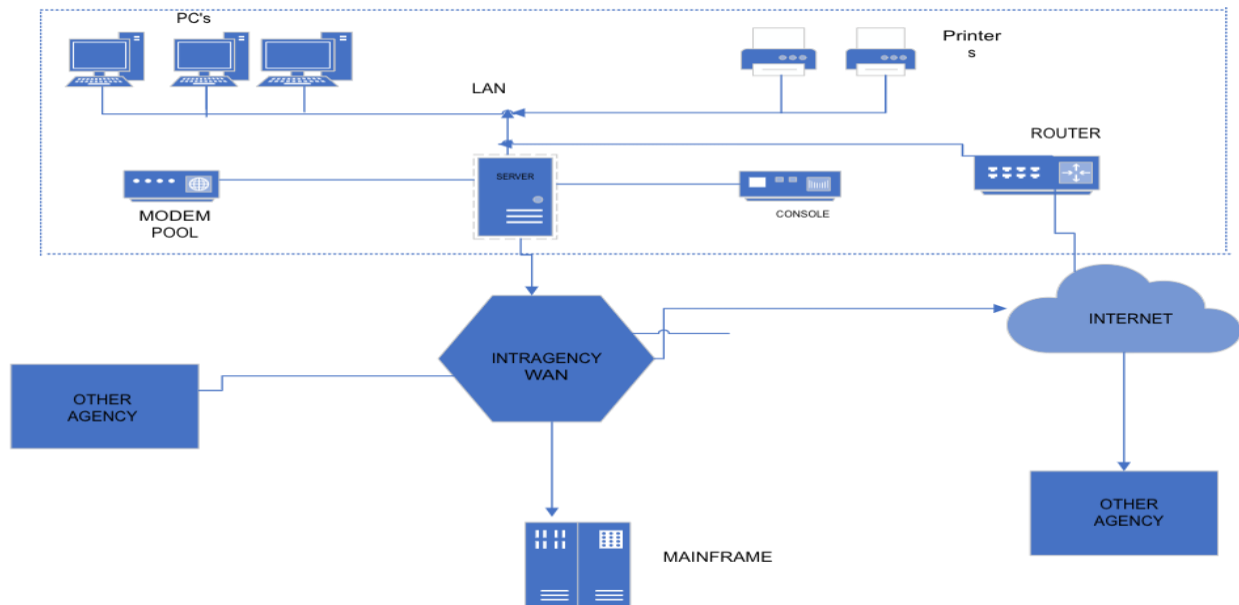 PC's
Printer
s
LAN
ROUTER
SERVER
MODEM
POOL
CONSOLE
INTERNET
INTRAGENCY
WAN
OTHER
AGENCY
OTHER
AGENCY
MAINFRAME